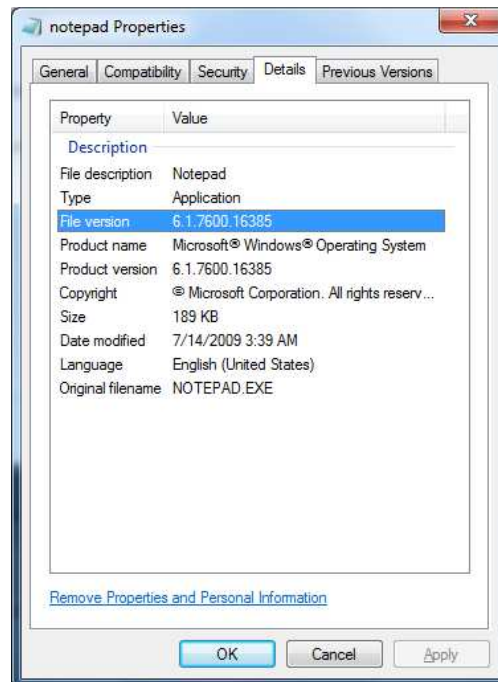 notepad Properties
General Compatibility Security Details Previous Versions
Property Value
Description
File description Notepad
Type Application
File version 6.1.7600.16385
Product name Microsoft® Windows® Operating System
Product version 6.1.7600.16385
Copyright © Microsoft Corporation. All rights reserv...
Size 189 KB
Date modified 7/14/2009 3:39 AM
Language English (United States)
Original filename NOTEPAD.EXE
Remove Properties and Personal Information
OK Cancel Apply